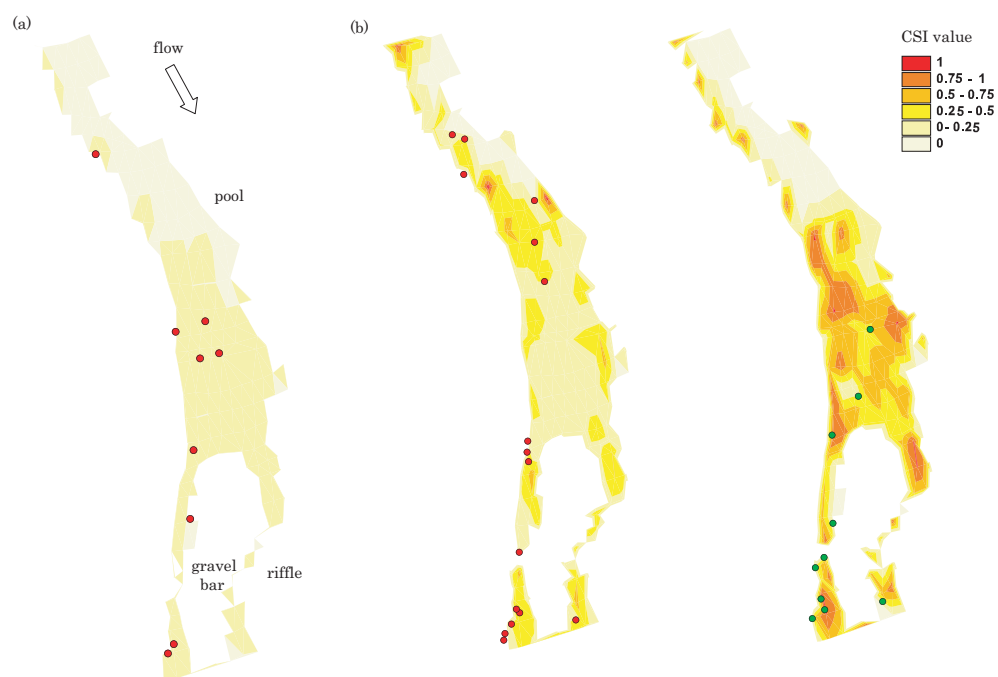 (a)
flow
pool
gravel
bar
riffle
(b)
CSI value
1
0.75 - 1
0.5 - 0.75
0.25 - 0.5
0- 0.25
0